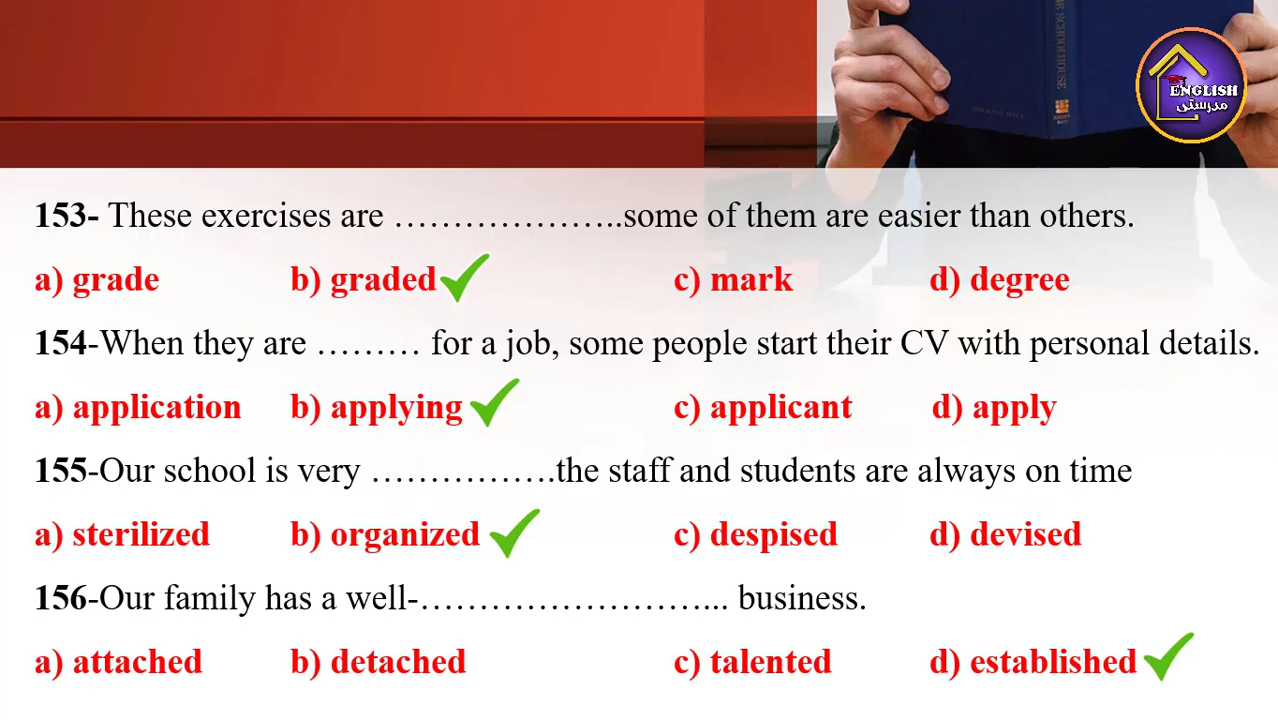 ENGLISH
مدرستي
153- These exercises are …………………..some of them are easier than others.
a) grade b) graded c) mark d) degree
154-When they are ……… for a job, some people start their CV with personal details.
a) application b) applying c) applicant d) apply
155-Our school is very …………….the staff and students are always on time
a) sterilized b) organized c) despised d) devised
156-Our family has a well-……………………... business.
a) attached b) detached c) talented d) established